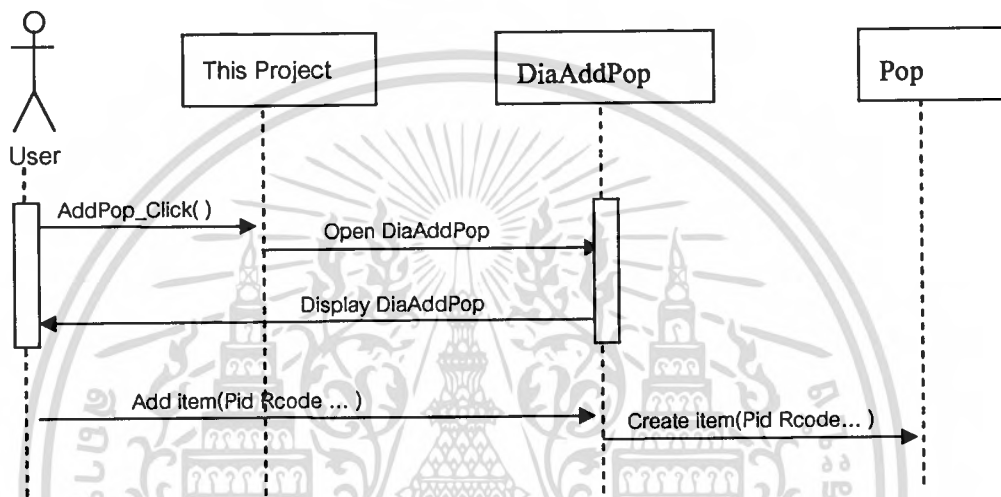 This Project
DiaAddPop
Pop
User
AddPop_Click( )
Open DiaAddPop
Display DiaAddPop
Add item(Pid Rcode ... )
Create item(Pid Rcode... )